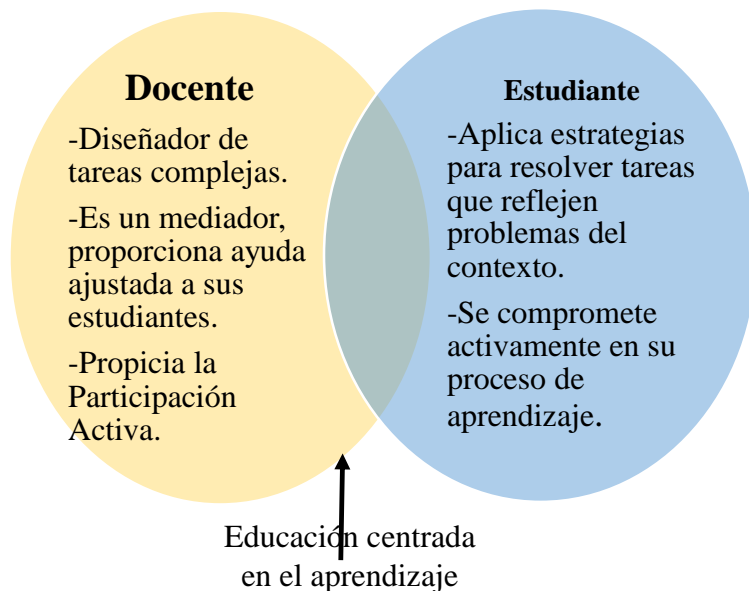 Docente
-Diseñador de
tareas complejas.
-Es un mediador,
proporciona ayuda
ajustada a sus
estudiantes.
-Propicia la
Participación
Activa.
Estudiante
-Aplica estrategias
para resolver tareas
que reflejen
problemas del
contexto.
-Se compromete
activamente en su
proceso de
aprendizaje.
Educación centrada
en el aprendizaje